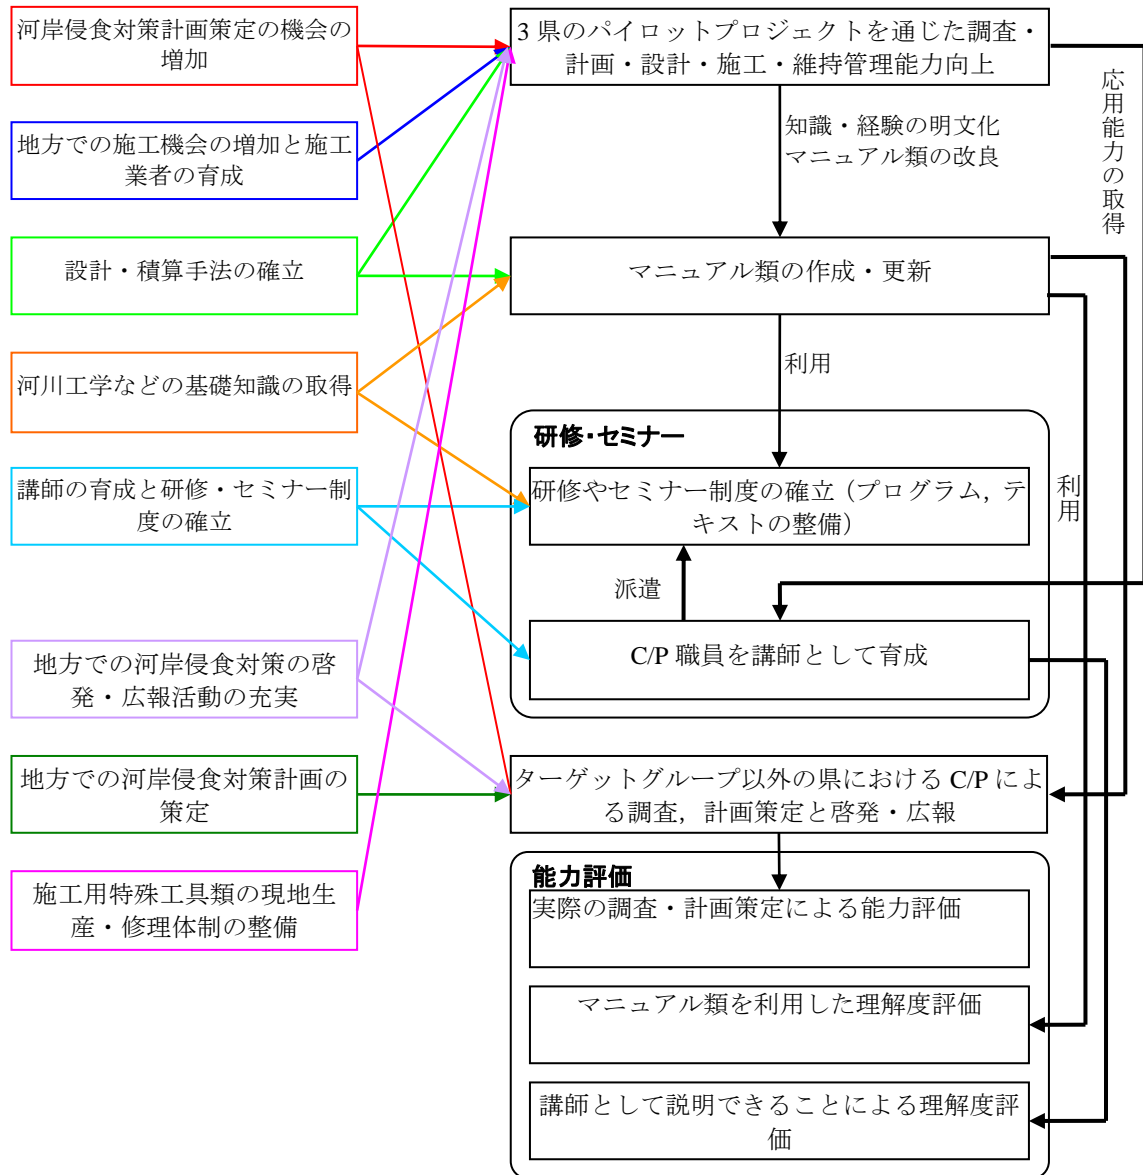 河岸侵食対策計画策定の機会の
増加
地方での施工機会の増加と施工
業者の育成
設計・積算手法の確立
河川工学などの基礎知識の取得
講師の育成と研修・セミナー制
度の確立
地方での河岸侵食対策の啓
発・広報活動の充実
地方での河岸侵食対策計画の
策定
施工用特殊工具類の現地生
産・修理体制の整備
3 県のパイロットプロジェクトを通じた調査・
計画・設計・施工・維持管理能力向上
知識・経験の明文化
マニュアル類の改良
応用能力の取得
マニュアル類の作成・更新
利用
利用
研修・セミナー
研修やセミナー制度の確立（プログラム，テ
キストの整備）
派遣
C/P 職員を講師として育成
ターゲットグループ以外の県における C/P によ
る調査，計画策定と啓発・広報
能力評価
実際の調査・計画策定による能力評価
マニュアル類を利用した理解度評価
講師として説明できることによる理解度評
価